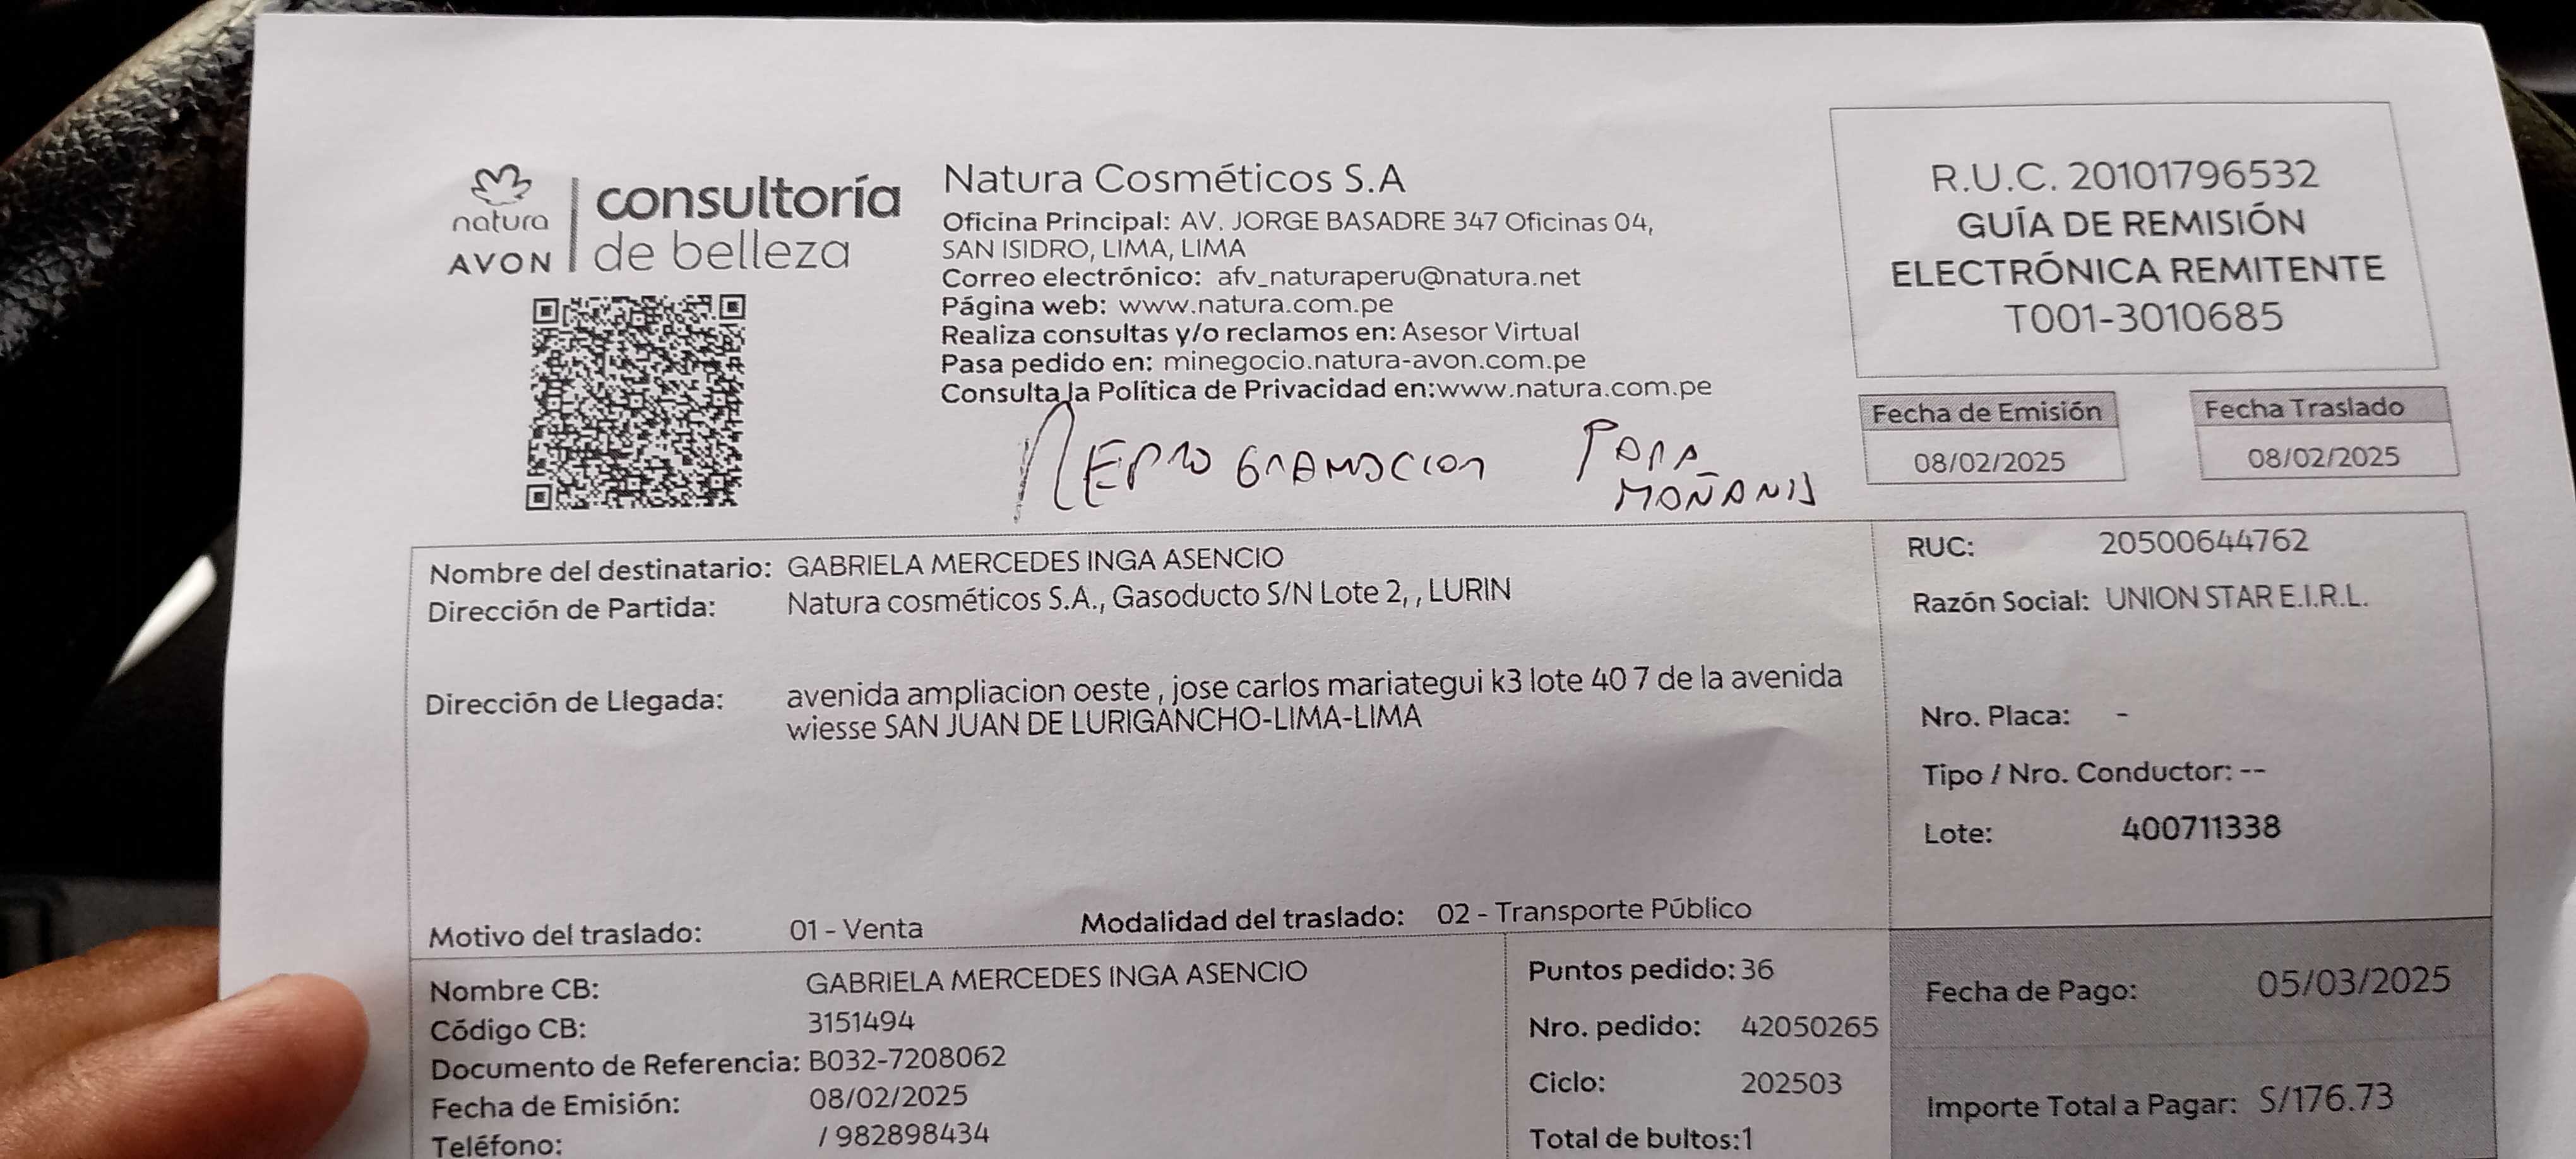 natura
AVON
consultoría
de belleza
Natura Cosméticos S.A
Oficina Principal: AV. JORGE BASADRE 347 Oficinas 04,
SAN ISIDRO, LIMA, LIMA
Correo electrónico: afv_naturaperu@natura.net
Página web: www.natura.com.pe
Realiza consultas y/o reclamos en: Asesor Virtual
Pasa pedido en: minegocio.natura-avon.com.pe
Consulta la Política de Privacidad en:www.natura.com.pe
R.U.C. 20101796532
GUÍA DE REMISIÓN
ELECTRÓNICA REMITENTE
T001-3010685
Fecha de Emisión
08/02/2025
Fecha Traslado
08/02/2025
REPROGRAMACION PARA
MAÑANA
Nombre del destinatario: GABRIELA MERCEDES INGA ASENCIO
Dirección de Partida: Natura cosméticos S.A., Gasoducto S/N Lote 2, , LURIN
Dirección de Llegada: avenida ampliacion oeste , jose carlos mariategui k3 lote 40 7 de la avenida
wiesse SAN JUAN DE LURIGANCHO-LIMA-LIMA
Motivo del traslado: 01 - Venta Modalidad del traslado: 02 - Transporte Público
RUC: 20500644762
Razón Social: UNION STAR E.I.R.L.
Nro. Placa: -
Tipo / Nro. Conductor: --
Lote: 400711338
Nombre CB: GABRIELA MERCEDES INGA ASENCIO
Código CB: 3151494
Documento de Referencia: B032-7208062
Fecha de Emisión: 08/02/2025
Teléfono: / 982898434
Puntos pedido: 36
Nro. pedido: 42050265
Ciclo: 202503
Total de bultos:1
Fecha de Pago: 05/03/2025
Importe Total a Pagar: S/176.73